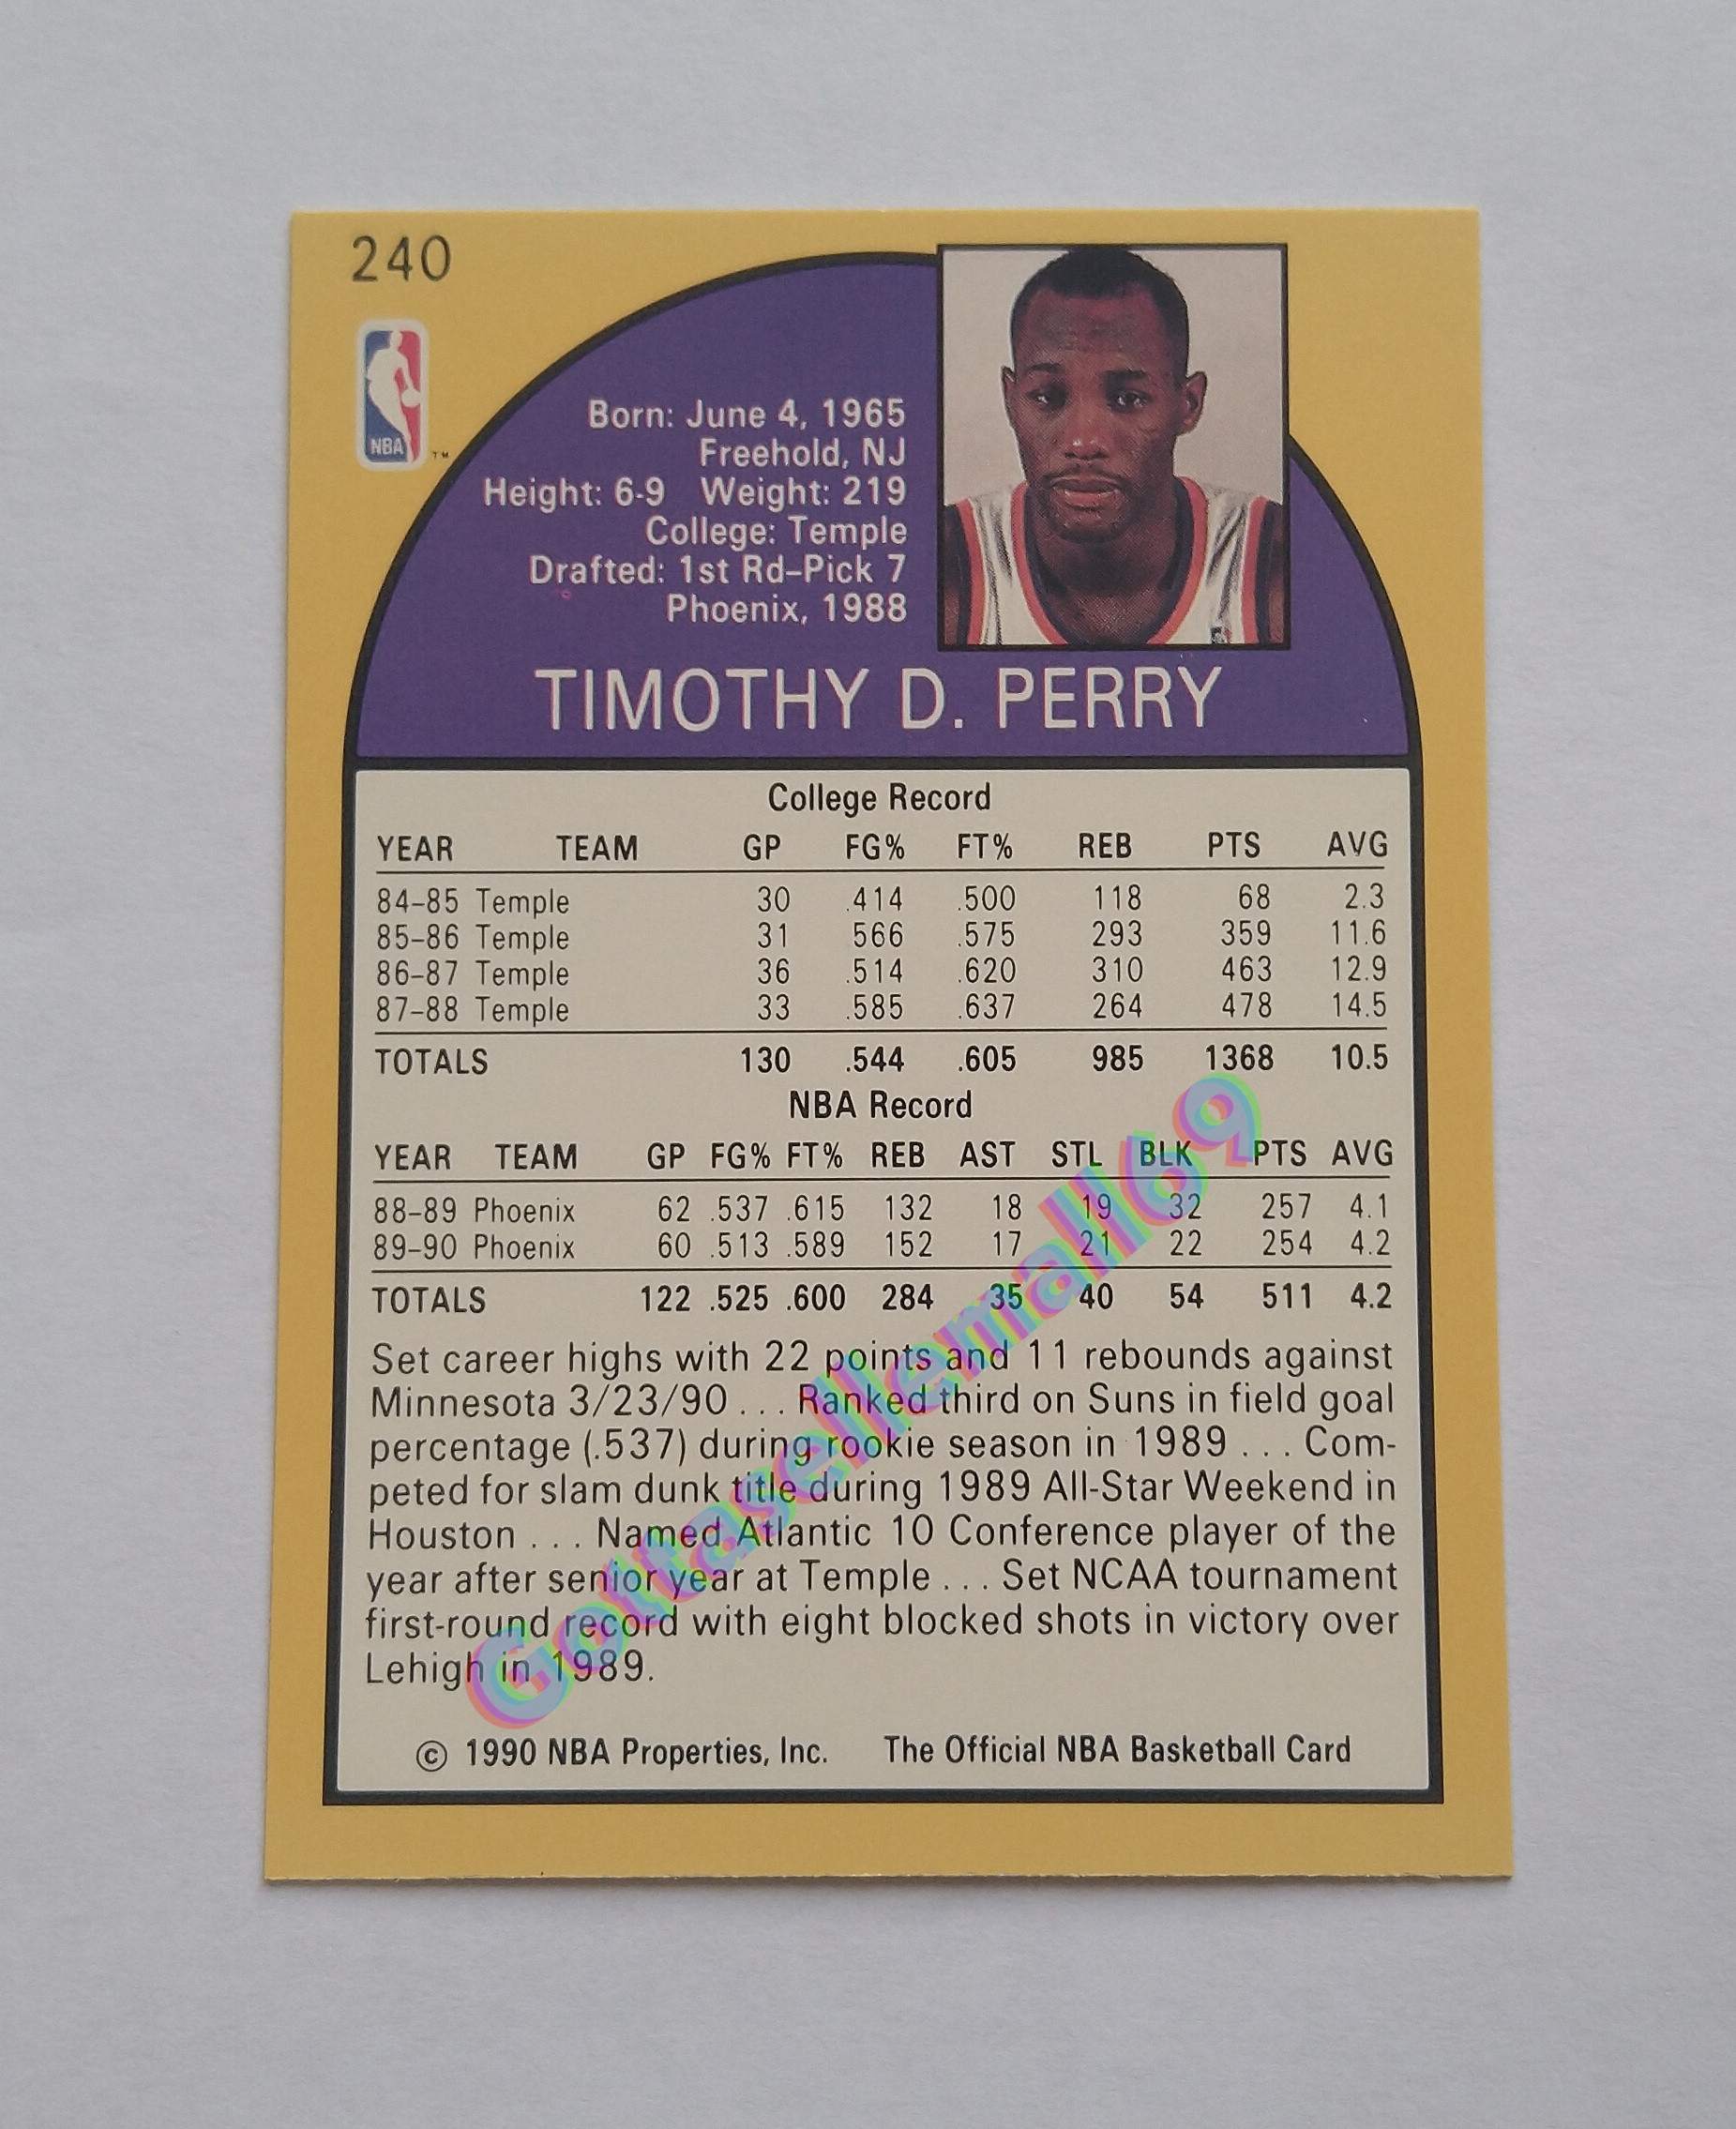 240
NBA
TM
Born: June 4, 1965
Freehold, NJ
Height: 6-9 Weight: 219
College: Temple
Drafted: 1st Rd–Pick 7
Phoenix, 1988
TIMOTHY D. PERRY
College Record
YEAR TEAM GP FG% FT% REB PTS AVG
84–85 Temple 30 .414 .500 118 68 2.3
85–86 Temple 31 566 .575 293 359 11.6
86–87 Temple 36 .514 .620 310 463 12.9
87–88 Temple 33 .585 .637 264 478 14.5
TOTALS 130 .544 .605 985 1368 10.5
NBA Record
YEAR TEAM GP FG% FT% REB AST STL BLK PTS AVG
88–89 Phoenix 62 .537 .615 132 18 19 32 257 4.1
89–90 Phoenix 60 .513 .589 152 17 21 22 254 4.2
TOTALS 122 .525 .600 284 35 40 54 511 4.2
Set career highs with 22 points and 11 rebounds against
Minnesota 3/23/90 ... Ranked third on Suns in field goal
percentage (.537) during rookie season in 1989 ... Com-
peted for slam dunk title during 1989 All-Star Weekend in
Houston ... Named Atlantic 10 Conference player of the
year after senior year at Temple ... Set NCAA tournament
first-round record with eight blocked shots in victory over
Lehigh in 1989.
© 1990 NBA Properties, Inc. The Official NBA Basketball Card
Gottasellemall69